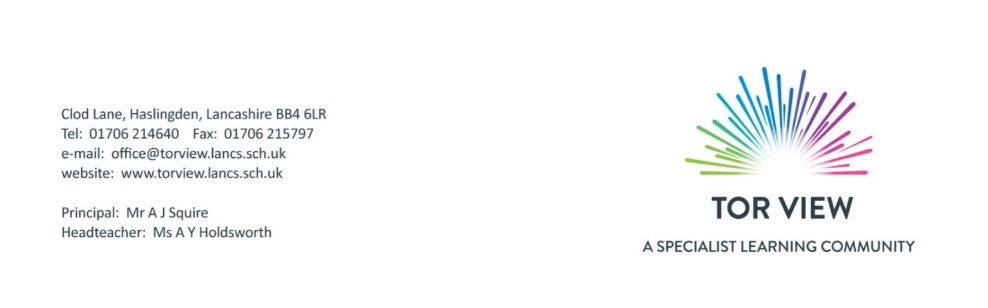 Clod Lane, Haslingden, Lancashire BB4 6LR
Tel: 01706 214640 Fax: 01706 215797
e-mail: office@torview.lancs.sch.uk
website: www.torview.lancs.sch.uk
Principal: Mr A J Squire
Headteacher: Ms A Y Holdsworth
TOR VIEW
A SPECIALIST LEARNING COMMUNITY